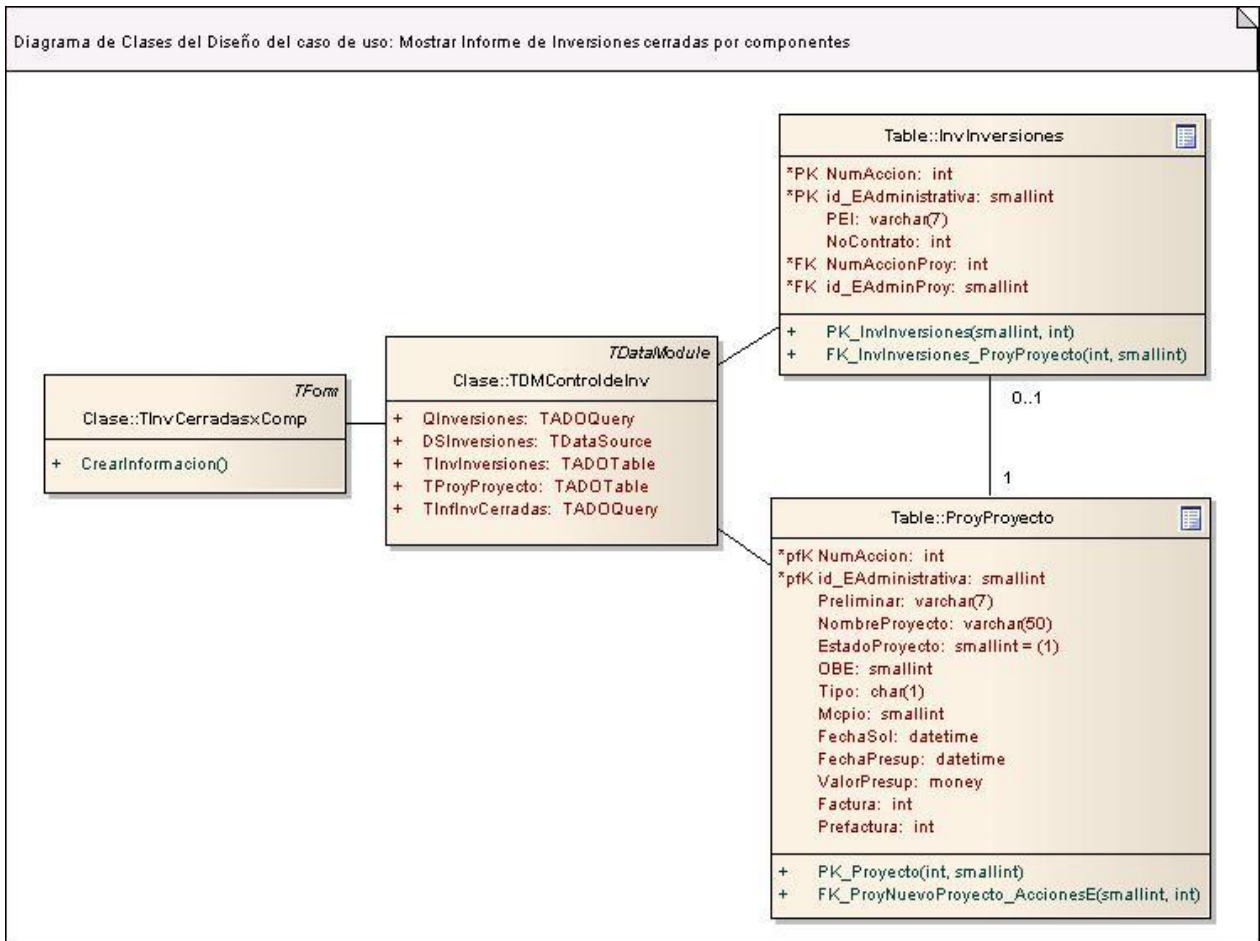 Diagrama de Clases del Diseño del caso de uso: Mostrar Informe de Inversiones cerradas por componentes
Table::InvInversiones
*PK NumAccion: int
*PK id_EAdministrativa: smallint
PEI: varchar(7)
NoContrato: int
*FK NumAccionProy: int
*FK id_EAdminProy: smallint
+ PK_InvInversiones(smallint, int)
+ FK_InvInversiones_ProyProyecto(int, smallint)
TForm
Clase::TInvCerradasxComp
+ CrearInformacion()
TDataModule
Clase::TDMControldeInv
+ QInversiones: TADOQuery
+ DSInversiones: TDataSource
+ TInvInversiones: TADOTable
+ TProyProyecto: TADOTable
+ TInfInvCerradas: TADOQuery
0..1
1
Table::ProyProyecto
*pfK NumAccion: int
*pfK id_EAdministrativa: smallint
Preliminar: varchar(7)
NombreProyecto: varchar(50)
EstadoProyecto: smallint = (1)
OBE: smallint
Tipo: char(1)
Mcpio: smallint
FechaSol: datetime
FechaPresup: datetime
ValorPresup: money
Factura: int
Prefactura: int
+ PK_Proyecto(int, smallint)
+ FK_ProyNuevoProyecto_AccionesE(smallint, int)